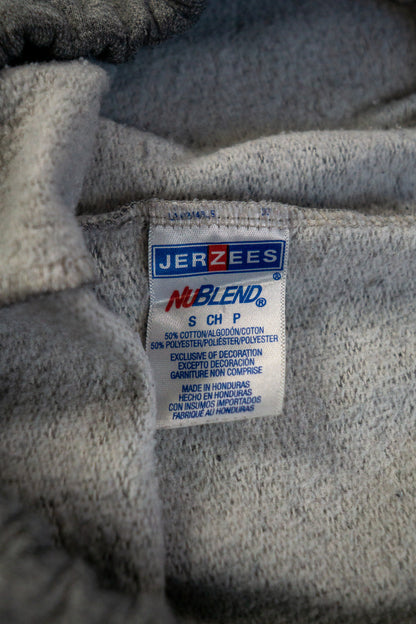 JERZEES®
NUBLEND®
S CH P
50% COTTON/ALGODÓN/COTON
50% POLYESTER/POLIÉSTER/POLYESTER
EXCLUSIVE OF DECORATION
EXCEPTO DECORACIÓN
GARNITURE NON COMPRISE
MADE IN HONDURAS
HECHO EN HONDURAS
CON INSUMOS IMPORTADOS
FABRIQUÉ AU HONDURAS